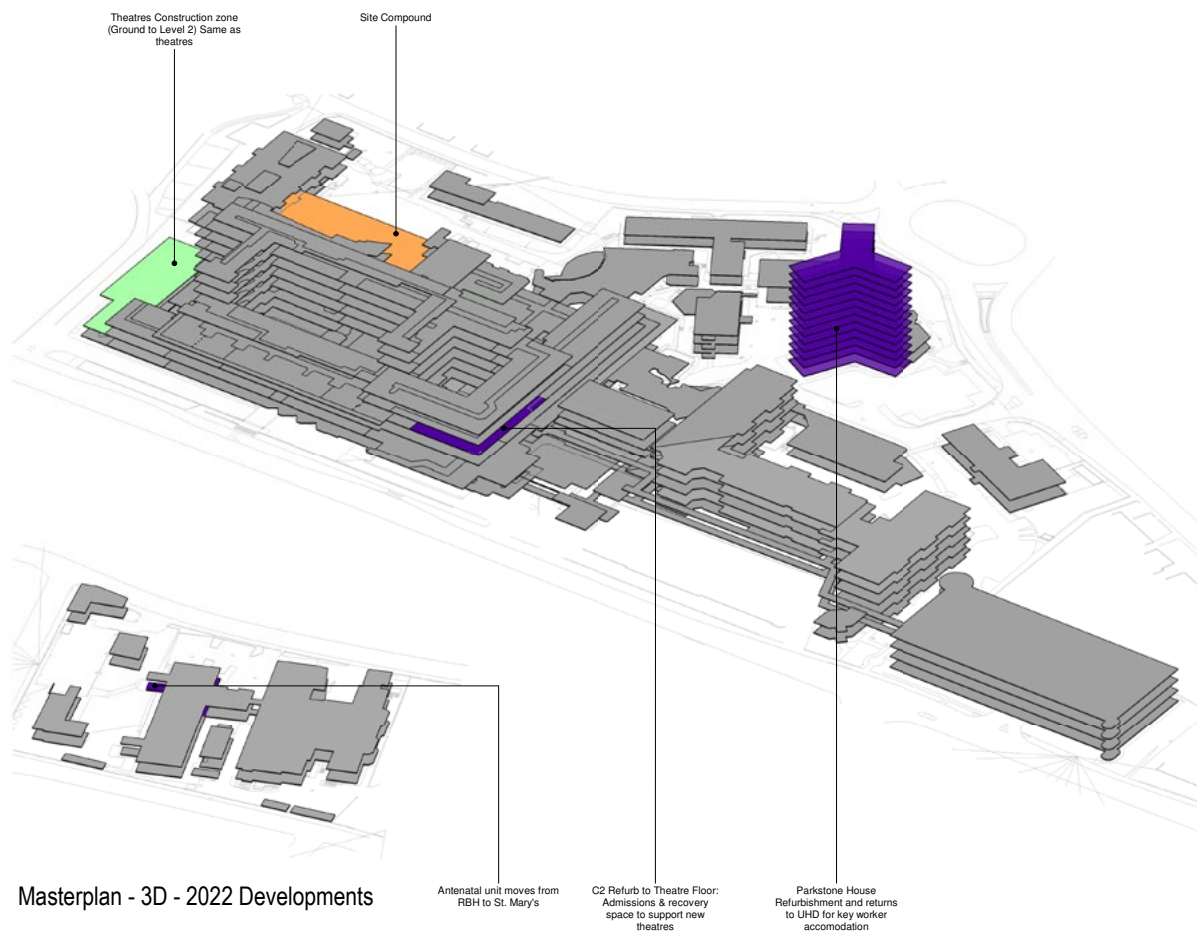 Theatres Construction zone
(Ground to Level 2) Same as
theatres
Site Compound
Masterplan - 3D - 2022 Developments
Antenatal unit moves from
RBH to St. Mary's
C2 Refurb to Theatre Floor:
Admissions & recovery
space to support new
theatres
Parkstone House
Refurbishment and returns
to UHD for key worker
accomodation